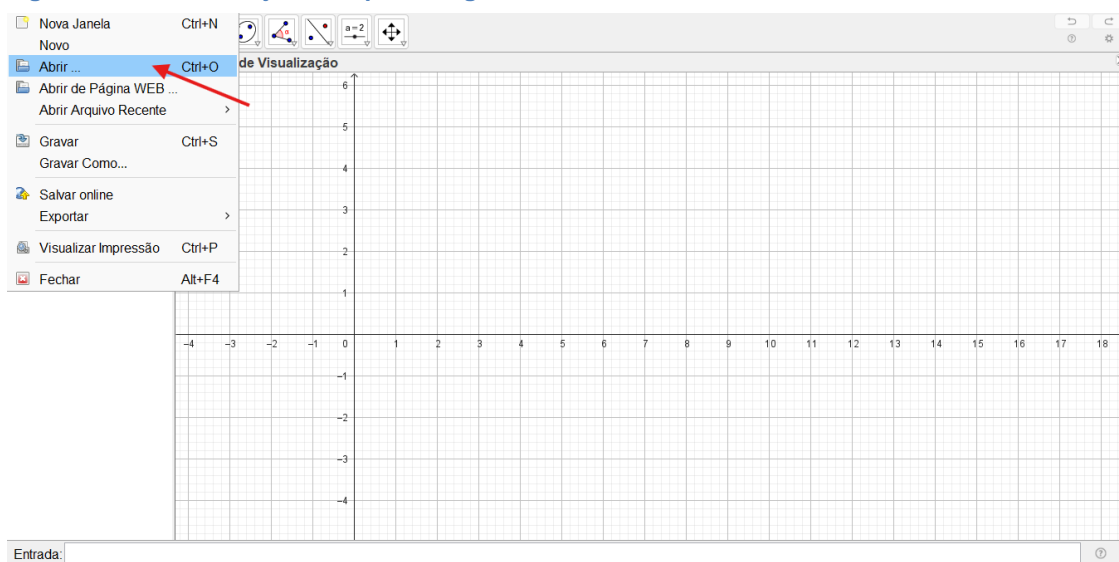 Nova Janela Ctrl+N
Novo
Abrir ... Ctrl+O
Abrir de Página WEB ...
Abrir Arquivo Recente
Gravar Ctrl+S
Gravar Como...
Salvar online
Exportar
Visualizar Impressão Ctrl+P
Fechar Alt+F4
a=2
de Visualização
6
5
4
3
2
1
-4 -3 -2 -1 0 1 2 3 4 5 6 7 8 9 10 11 12 13 14 15 16 17 18
-1
-2
-3
-4
Entrada: